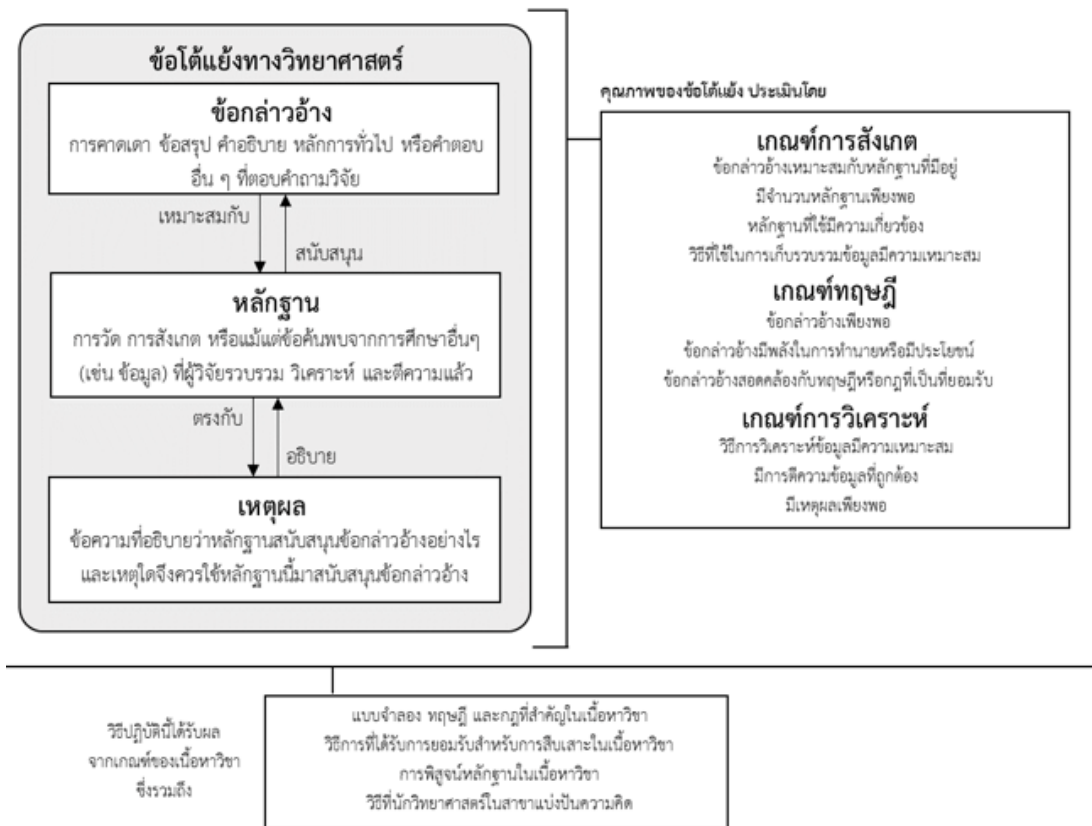 ข้อโต้แย้งทางวิทยาศาสตร์
ข้อกล่าวอ้าง
การคาดเดา ข้อสรุป คำอธิบาย หลักการทั่วไป หรือคำตอบ
อื่น ๆ ที่ตอบคำถามวิจัย
เหมาะสมกับ
สนับสนุน
หลักฐาน
การวัด การสังเกต หรือแม้แต่ข้อค้นพบจากการศึกษาอื่นๆ
(เช่น ข้อมูล) ที่ผู้วิจัยรวบรวม วิเคราะห์ และตีความแล้ว
ตรงกับ
อธิบาย
เหตุผล
ข้อความที่อธิบายว่าหลักฐานสนับสนุนข้อกล่าวอ้างอย่างไร
และเหตุใดจึงควรใช้หลักฐานนี้มาสนับสนุนข้อกล่าวอ้าง
คุณภาพของข้อโต้แย้ง ประเมินโดย
เกณฑ์การสังเกต
ข้อกล่าวอ้างเหมาะสมกับหลักฐานที่มีอยู่
มีจำนวนหลักฐานเพียงพอ
หลักฐานที่ใช้มีความเกี่ยวข้อง
วิธีที่ใช้ในการเก็บรวบรวมข้อมูลมีความเหมาะสม
เกณฑ์ทฤษฎี
ข้อกล่าวอ้างเพียงพอ
ข้อกล่าวอ้างมีพลังในการทำนายหรือมีประโยชน์
ข้อกล่าวอ้างสอดคล้องกับทฤษฎีหรือกฎที่เป็นที่ยอมรับ
เกณฑ์การวิเคราะห์
วิธีการวิเคราะห์ข้อมูลมีความเหมาะสม
มีการตีความข้อมูลที่ถูกต้อง
มีเหตุผลเพียงพอ
วิธีปฏิบัตินี้ได้รับผล
จากเกณฑ์ของเนื้อหาวิชา
ซึ่งรวมถึง
แบบจำลอง ทฤษฎี และกฎที่สำคัญในเนื้อหาวิชา
วิธีการที่ได้รับการยอมรับสำหรับการสืบเสาะในเนื้อหาวิชา
การพิสูจน์หลักฐานในเนื้อหาวิชา
วิธีที่นักวิทยาศาสตร์ในสาขาแบ่งปันความคิด